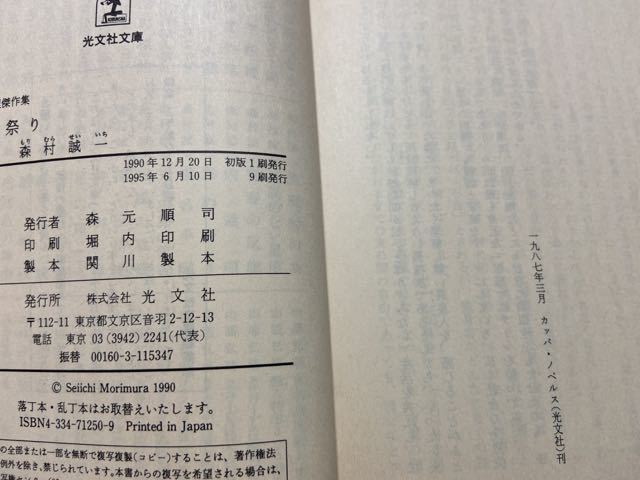 光文社文庫
傑作集
祭り
もり むら せい いち
森村誠一
1990年12月20日 初版1刷発行
1995年6月10日 9刷発行
発行者 森元順司
印刷 堀内印刷
製本 関川製本
発行所 株式会社 光文社
〒112-11 東京都文京区音羽2-12-13
電話 東京 03(3942)2241(代表)
振替 00160-3-115347
© Seiichi Morimura 1990
落丁本・乱丁本はお取替えいたします。
ISBN4-334-71250-9 Printed in Japan
の全部または一部を無断で複写複製(コピー)することは、著作権法
例外を除き、禁じられています。本書からの複写を希望される場合は、
一九八七年三月 カッパ・ノベルス(光文社)刊